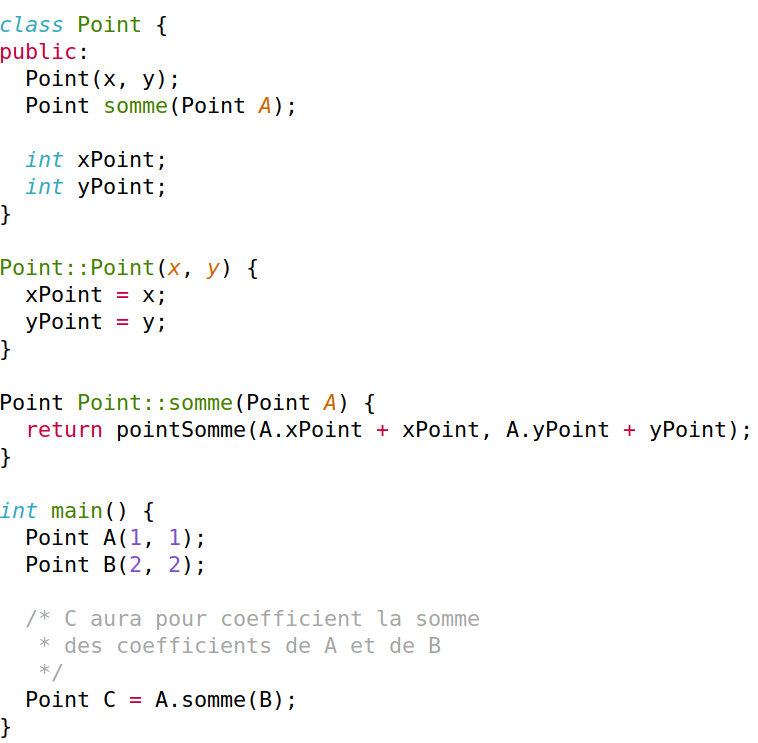 class Point {
public:
  Point(x, y);
  Point somme(Point A);

  int xPoint;
  int yPoint;
}

Point::Point(x, y) {
  xPoint = x;
  yPoint = y;
}

Point Point::somme(Point A) {
  return pointSomme(A.xPoint + xPoint, A.yPoint + yPoint);
}

int main() {
  Point A(1, 1);
  Point B(2, 2);

  /* C aura pour coefficient la somme
   * des coefficients de A et de B
   */
  Point C = A.somme(B);
}